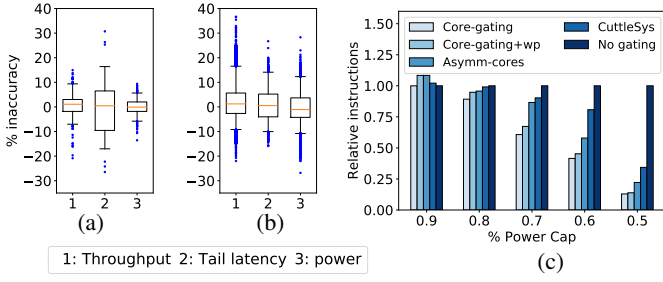 (a)
% inaccuracy
30
20
10
0
−10
−20
−30
1 2 3
(b)
30
20
10
0
−10
−20
−30
1 2 3
1: Throughput 2: Tail latency 3: power
Relative instructions
1.50
1.25
1.00
0.75
0.50
0.25
0.00
Core-gating
Core-gating+wp
Asymm-cores
CuttleSys
No gating
0.9 0.8 0.7 0.6 0.5
% Power Cap
(c)